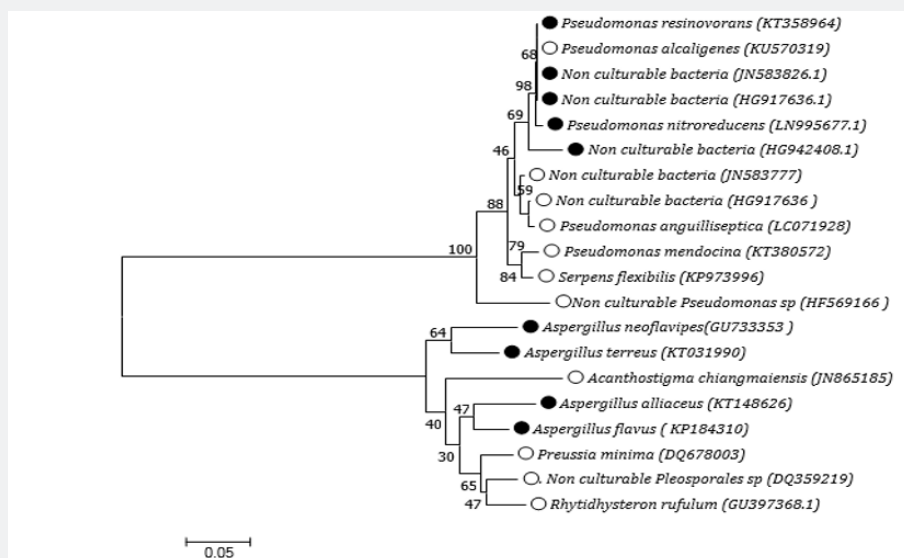 Pseudomonas resinovorans (KT358964)
Pseudomonas alcaligenes (KU570319)
68
Non culturable bacteria (JN583826.1)
98
Non culturable bacteria (HG917636.1)
69
Pseudomonas nitroreducens (LN995677.1)
46
Non culturable bacteria (HG942408.1)
Non culturable bacteria (JN583777)
59
88
Non culturable bacteria (HG917636 )
Pseudomonas anguilliseptica (LC071928)
100
79
Pseudomonas mendocina (KT380572)
84
Serpens flexibilis (KP973996)
Non culturable Pseudomonas sp (HF569166 )
64
Aspergillus neoflavipes(GU733353 )
Aspergillus terreus (KT031990)
Acanthostigma chiangmaiensis (JN865185)
47
Aspergillus alliaceus (KT148626)
40
Aspergillus flavus ( KP184310)
30
Preussia minima (DQ678003)
65
. Non culturable Pleosporales sp (DQ359219)
47
Rhytidhysteron rufulum (GU397368.1)
0.05